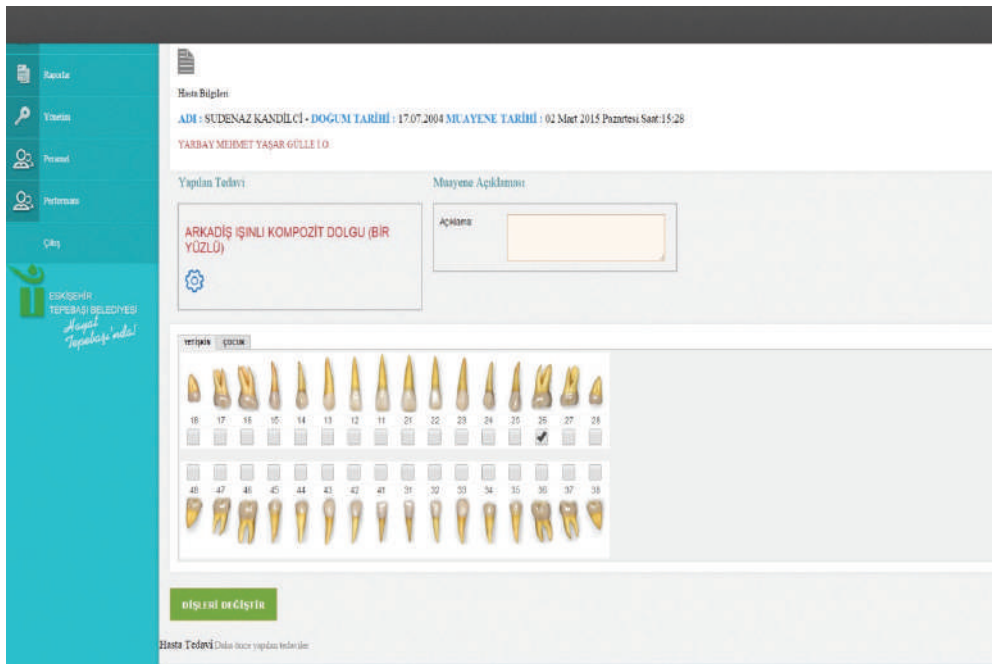 Raporlar
Yönetim
Personel
Performans
Çıkış
ESKİŞEHİR
TEPEBAŞI BELEDİYESİ
Hayat
Tepebaşı'nda!
Hasta Bilgileri
ADI : SUDENAZ KANDİLCİ - DOĞUM TARİHİ : 17.07.2004 MUAYENE TARİHİ : 02 Mart 2015 Pazartesi Saat:15:28
YARBAY MEHMET YAŞAR GÜLLE İ.O.
Yapılan Tedavi
Muayene Açıklaması
ARKADİŞ IŞINLI KOMPOZİT DOLGU (BİR
YÜZLÜ)
Açıklama:
YETİŞKİN ÇOCUK
18 17 16 15 14 13 12 11 21 22 23 24 25 26 27 28
48 47 46 45 44 43 42 41 31 32 33 34 35 36 37 38
DİŞLERİ DEĞİŞTİR
Hasta Tedavi Daha önce yapılan tedaviler